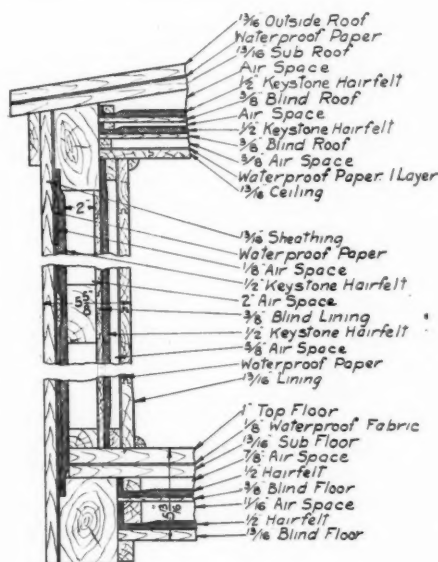 13/16" Outside Roof
Waterproof Paper
13/16" Sub Roof
Air Space
1/2" Keystone Hairfelt
3/8" Blind Roof
Air Space
1/2" Keystone Hairfelt
3/8" Blind Roof
3/8" Air Space
Waterproof Paper. 1 Layer
13/16" Ceiling
2"
13/16" Sheathing
Waterproof Paper
1/8" Air Space
1/2" Keystone Hairfelt
2" Air Space
5 5/8"
3/8" Blind Lining
1/2" Keystone Hairfelt
3/8" Air Space
Waterproof Paper
13/16" Lining
1" Top Floor
1/8" Waterproof Fabric
13/16" Sub Floor
7/8" Air Space
1/2" Hairfelt
3/8" Blind Floor
11/16" Air Space
1/2" Hairfelt
13/16" Blind Floor